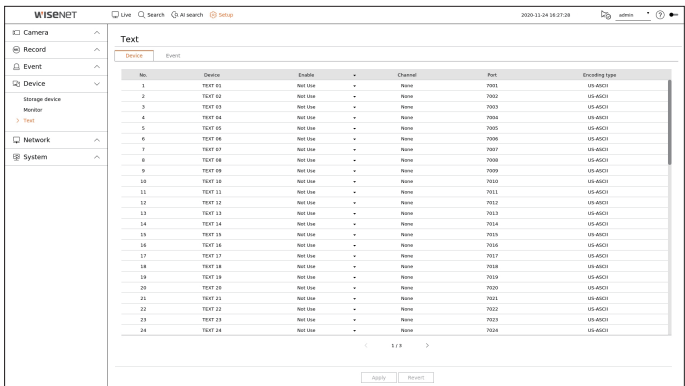 WISENET
Live Search AI search Setup 2020-11-24 16:27:28 admin
Camera
Record
Event
Device
Storage device
Monitor
Text
Network
System
Text
Device Event
No. Device Enable Channel Port Encoding type
1 TEXT 01 Not Use None 7001 US-ASCII
2 TEXT 02 Not Use None 7002 US-ASCII
3 TEXT 03 Not Use None 7003 US-ASCII
4 TEXT 04 Not Use None 7004 US-ASCII
5 TEXT 05 Not Use None 7005 US-ASCII
6 TEXT 06 Not Use None 7006 US-ASCII
7 TEXT 07 Not Use None 7007 US-ASCII
8 TEXT 08 Not Use None 7008 US-ASCII
9 TEXT 09 Not Use None 7009 US-ASCII
10 TEXT 10 Not Use None 7010 US-ASCII
11 TEXT 11 Not Use None 7011 US-ASCII
12 TEXT 12 Not Use None 7012 US-ASCII
13 TEXT 13 Not Use None 7013 US-ASCII
14 TEXT 14 Not Use None 7014 US-ASCII
15 TEXT 15 Not Use None 7015 US-ASCII
16 TEXT 16 Not Use None 7016 US-ASCII
17 TEXT 17 Not Use None 7017 US-ASCII
18 TEXT 18 Not Use None 7018 US-ASCII
19 TEXT 19 Not Use None 7019 US-ASCII
20 TEXT 20 Not Use None 7020 US-ASCII
21 TEXT 21 Not Use None 7021 US-ASCII
22 TEXT 22 Not Use None 7022 US-ASCII
23 TEXT 23 Not Use None 7023 US-ASCII
24 TEXT 24 Not Use None 7024 US-ASCII
1 / 3
Apply Revert